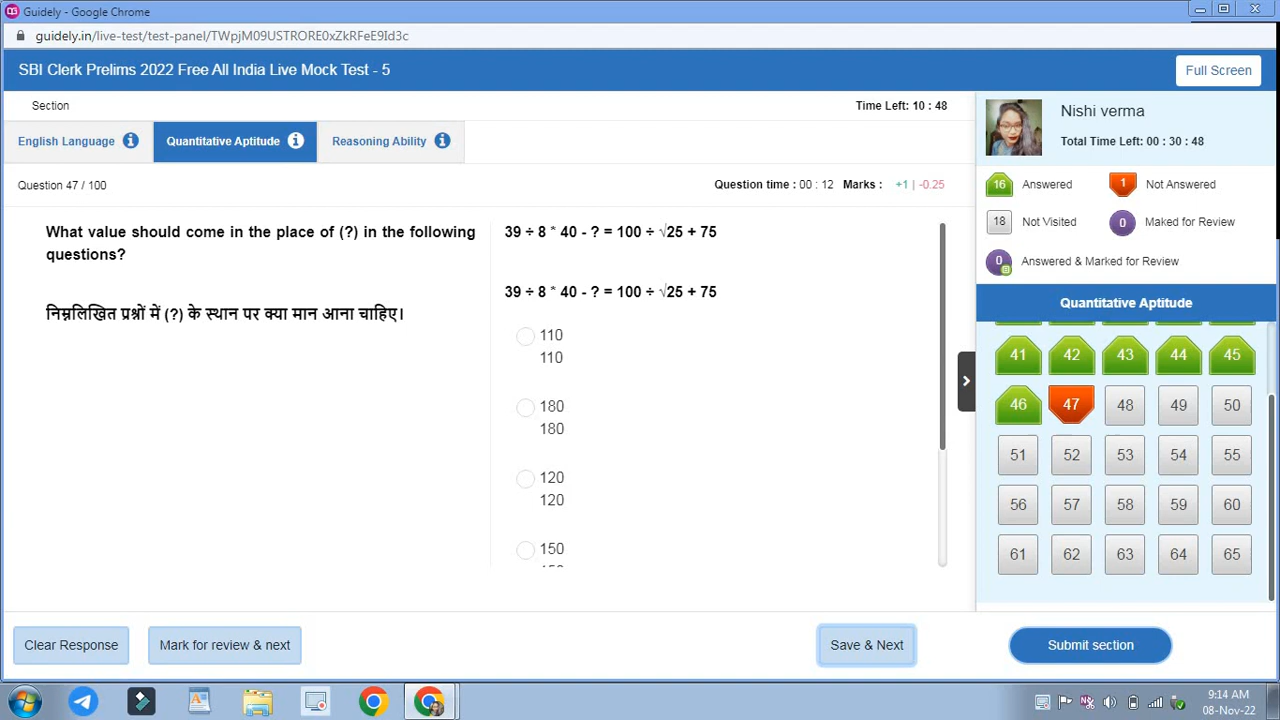 Guidely - Google Chrome
guidely.in/live-test/test-panel/TWpjM09USTRORE0xZkRFeE9Id3c
SBI Clerk Prelims 2022 Free All India Live Mock Test - 5
Full Screen
Section
Time Left: 10 : 48
English Language
Quantitative Aptitude
Reasoning Ability
Nishi verma
Total Time Left: 00 : 30 : 48
Question 47 / 100
Question time : 00 : 12 Marks : +1 | -0.25
16 Answered
1 Not Answered
18 Not Visited
0 Maked for Review
0 Answered & Marked for Review
What value should come in the place of (?) in the following
questions?
निम्नलिखित प्रश्नों में (?) के स्थान पर क्या मान आना चाहिए।
39 ÷ 8 * 40 - ? = 100 ÷ √25 + 75
39 ÷ 8 * 40 - ? = 100 ÷ √25 + 75
110
110
180
180
120
120
150
Quantitative Aptitude
41 42 43 44 45
46 47 48 49 50
51 52 53 54 55
56 57 58 59 60
61 62 63 64 65
Clear Response
Mark for review & next
Save & Next
Submit section
9:14 AM
08-Nov-22